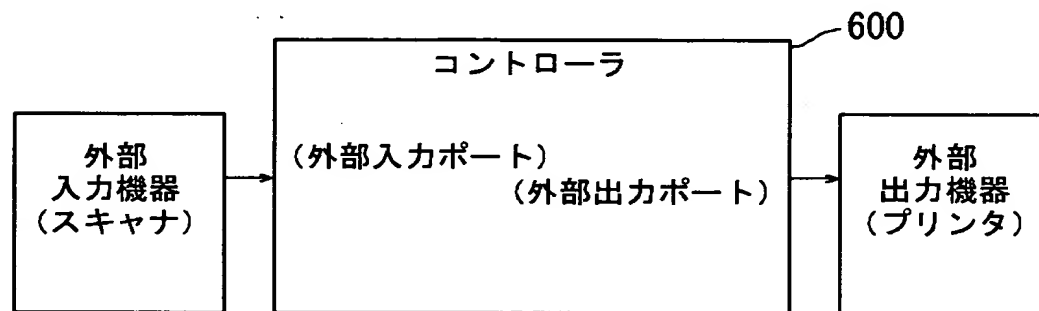 600
コントローラ
外部
入力機器
(スキャナ)
(外部入力ポート)
(外部出力ポート)
外部
出力機器
(プリンタ)